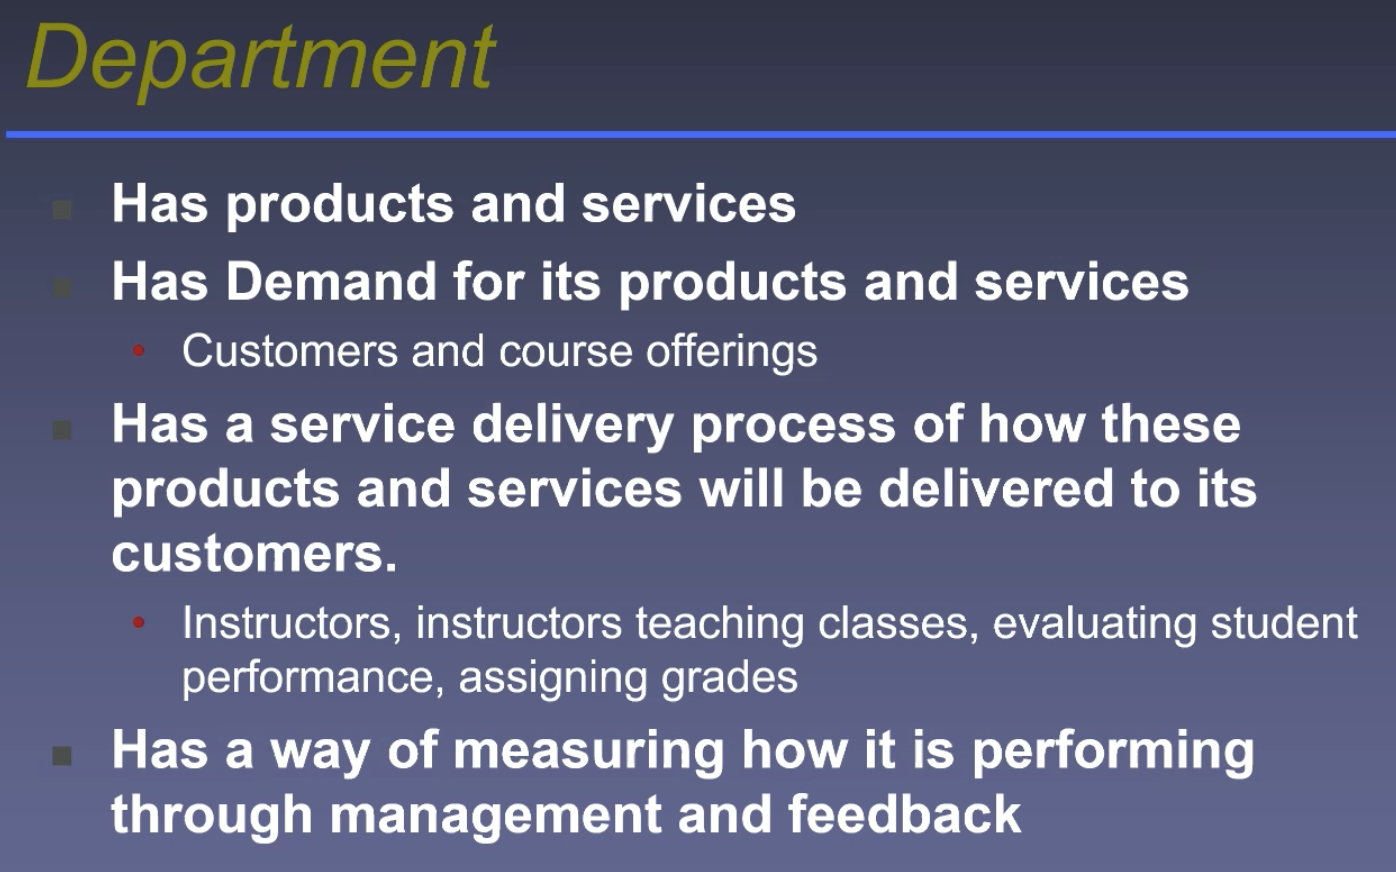 Department
Has products and services
Has Demand for its products and services
Customers and course offerings
Has a service delivery process of how these
products and services will be delivered to its
customers.
Instructors, instructors teaching classes, evaluating student
performance, assigning grades
Has a way of measuring how it is performing
through management and feedback